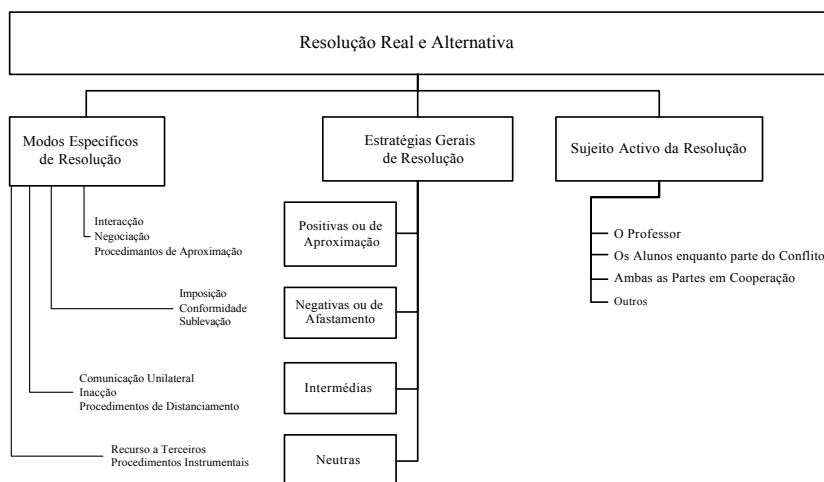 Resolução Real e Alternativa
Modos Específicos
de Resolução
Interacção
Negociação
Procedimantos de Aproximação
Imposição
Conformidade
Sublevação
Comunicação Unilateral
Inacção
Procedimentos de Distanciamento
Recurso a Terceiros
Procedimentos Instrumentais
Estratégias Gerais
de Resolução
Positivas ou de
Aproximação
Negativas ou de
Afastamento
Intermédias
Neutras
Sujeito Activo da Resolução
O Professor
Os Alunos enquanto parte do Conflito
Ambas as Partes em Cooperação
Outros